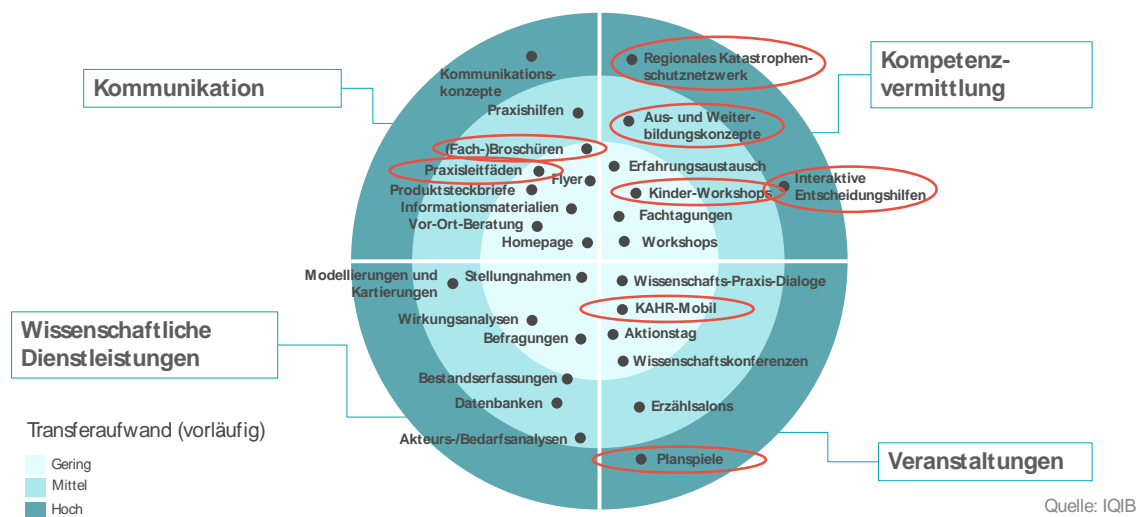 Kommunikation
Kommunikations-
konzepte
Praxishilfen
(Fach-)Broschüren
Praxisleitfäden
Flyer
Produktsteckbriefe
Informationsmaterialien
Vor-Ort-Beratung
Homepage
Kompetenz-
vermittlung
Regionales Katastrophen-
schutznetzwerk
Aus- und Weiter-
bildungskonzepte
Erfahrungsaustausch
Kinder-Workshops
Interaktive
Entscheidungshilfen
Fachtagungen
Workshops
Wissenschaftliche
Dienstleistungen
Modellierungen und
Kartierungen
Stellungnahmen
Wirkungsanalysen
Befragungen
Bestandserfassungen
Datenbanken
Akteurs-/Bedarfsanalysen
Wissenschafts-Praxis-Dialoge
KAHR-Mobil
Aktionstag
Wissenschaftskonferenzen
Erzählsalons
Planspiele
Veranstaltungen
Transferaufwand (vorläufig)
Gering
Mittel
Hoch
Quelle: IQIB